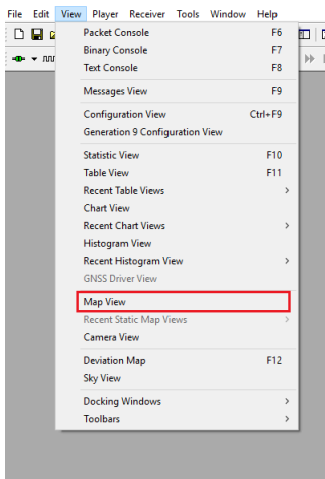 File Edit View Player Receiver Tools Window Help
Packet Console F6
Binary Console F7
Text Console F8
Messages View F9
Configuration View Ctrl+F9
Generation 9 Configuration View
Statistic View F10
Table View F11
Recent Table Views
Chart View
Recent Chart Views
Histogram View
Recent Histogram View
GNSS Driver View
Map View
Recent Static Map Views
Camera View
Deviation Map F12
Sky View
Docking Windows
Toolbars